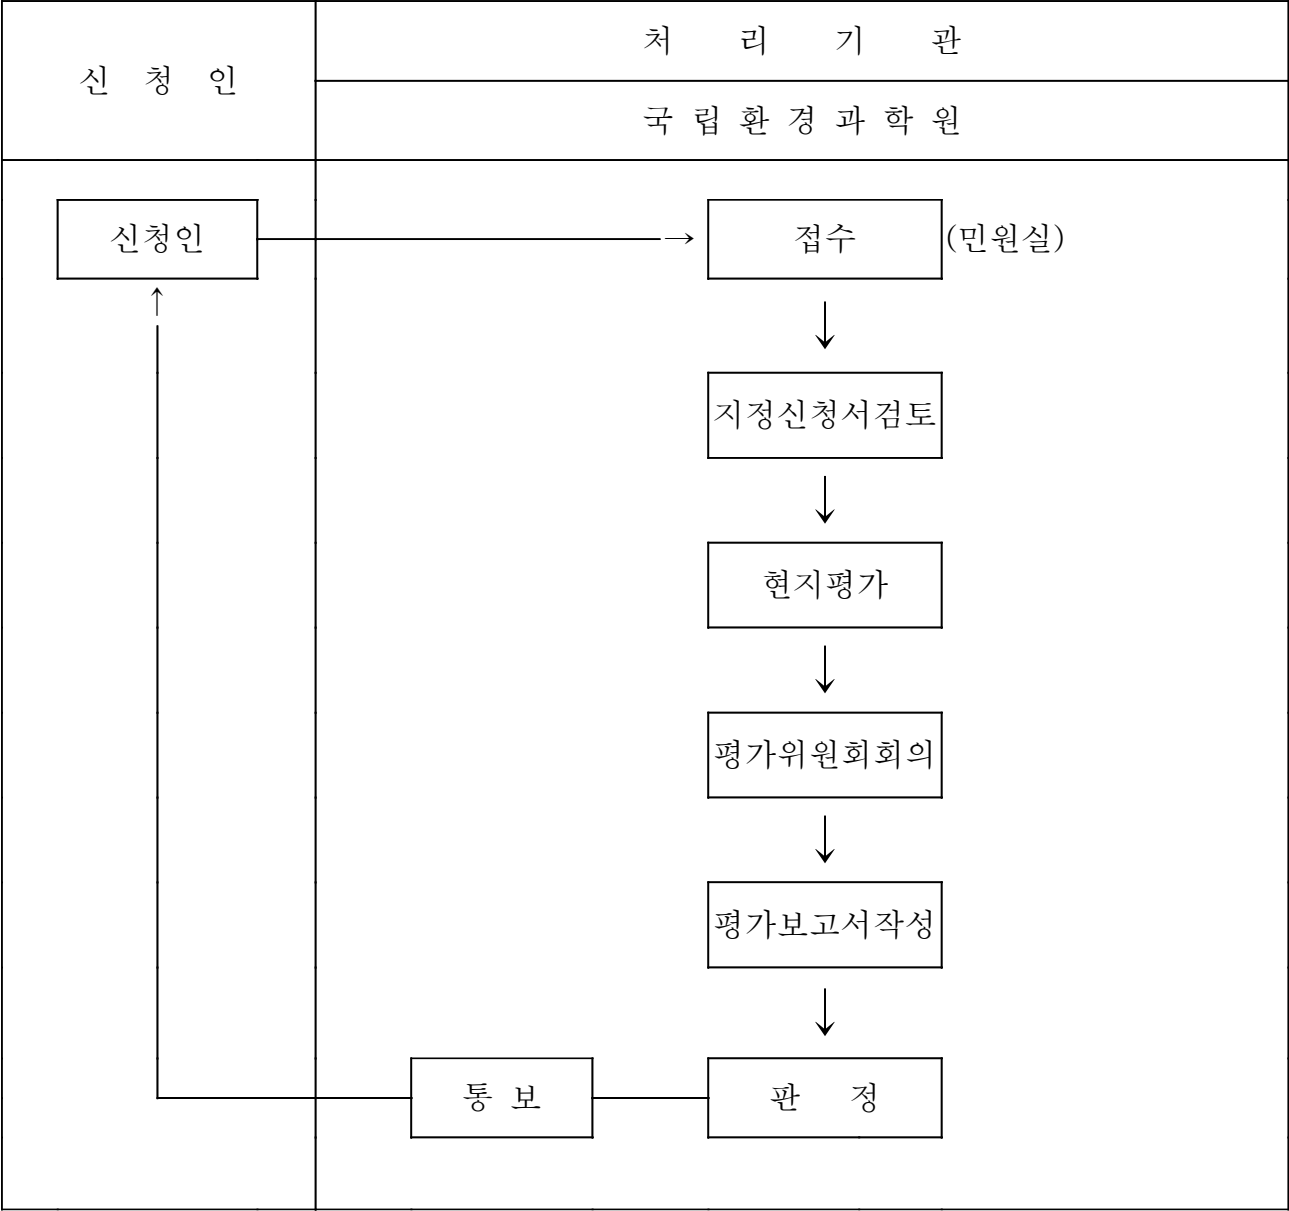 신 청 인
처 리 기 관
국 립 환 경 과 학 원
신청인
→
접수
(민원실)
↑
↓
지정신청서검토
↓
현지평가
↓
평가위원회회의
↓
평가보고서작성
↓
통 보
판 정